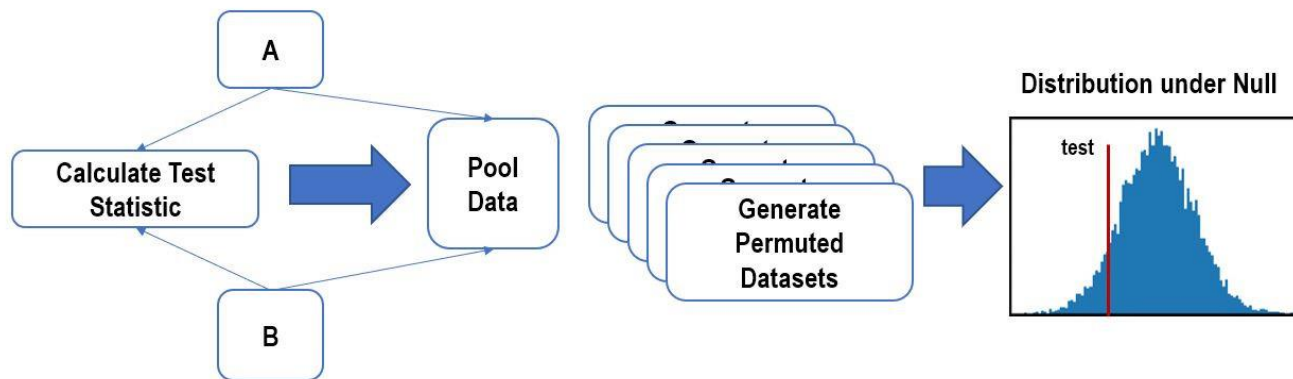 A
Calculate Test
Statistic
Pool
Data
B
Generate
Permuted
Datasets
Distribution under Null
test